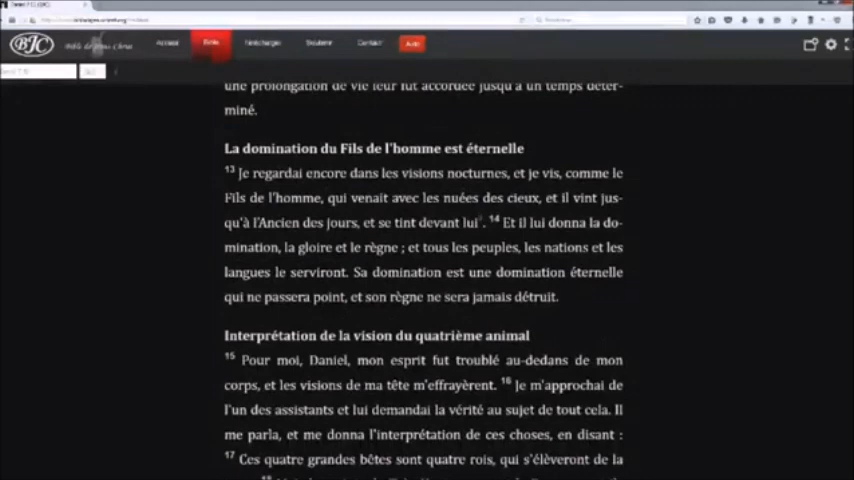 BJC
Accueil
Bible
Téléchargez
Soutenir
Contact
Aide
une prolongation de vie leur fut accordée jusqu'à un temps déter-
miné.
La domination du Fils de l'homme est éternelle
13 Je regardai encore dans les visions nocturnes, et je vis, comme le
Fils de l'homme, qui venait avec les nuées des cieux, et il vint jus-
qu'à l'Ancien des jours, et se tint devant lui. 14 Et il lui donna la do-
mination, la gloire et le règne ; et tous les peuples, les nations et les
langues le serviront. Sa domination est une domination éternelle
qui ne passera point, et son règne ne sera jamais détruit.
Interprétation de la vision du quatrième animal
15 Pour moi, Daniel, mon esprit fut troublé au-dedans de mon
corps, et les visions de ma tête m'effrayèrent. 16 Je m'approchai de
l'un des assistants et lui demandai la vérité au sujet de tout cela. Il
me parla, et me donna l'interprétation de ces choses, en disant :
17 Ces quatre grandes bêtes sont quatre rois, qui s'élèveront de la